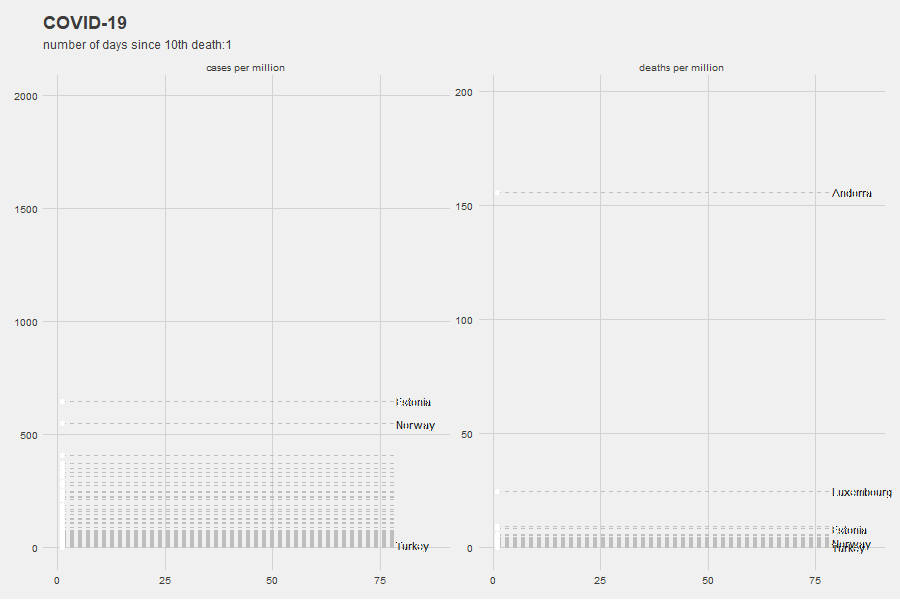 COVID-19
number of days since 10th death:1
cases per million
deaths per million
2000
1500
1000
500
0
Estonia
Norway
Turkey
0
25
50
75
200
150
100
50
0
Andorra
Luxembourg
Estonia
Norway
Turkey
0
25
50
75